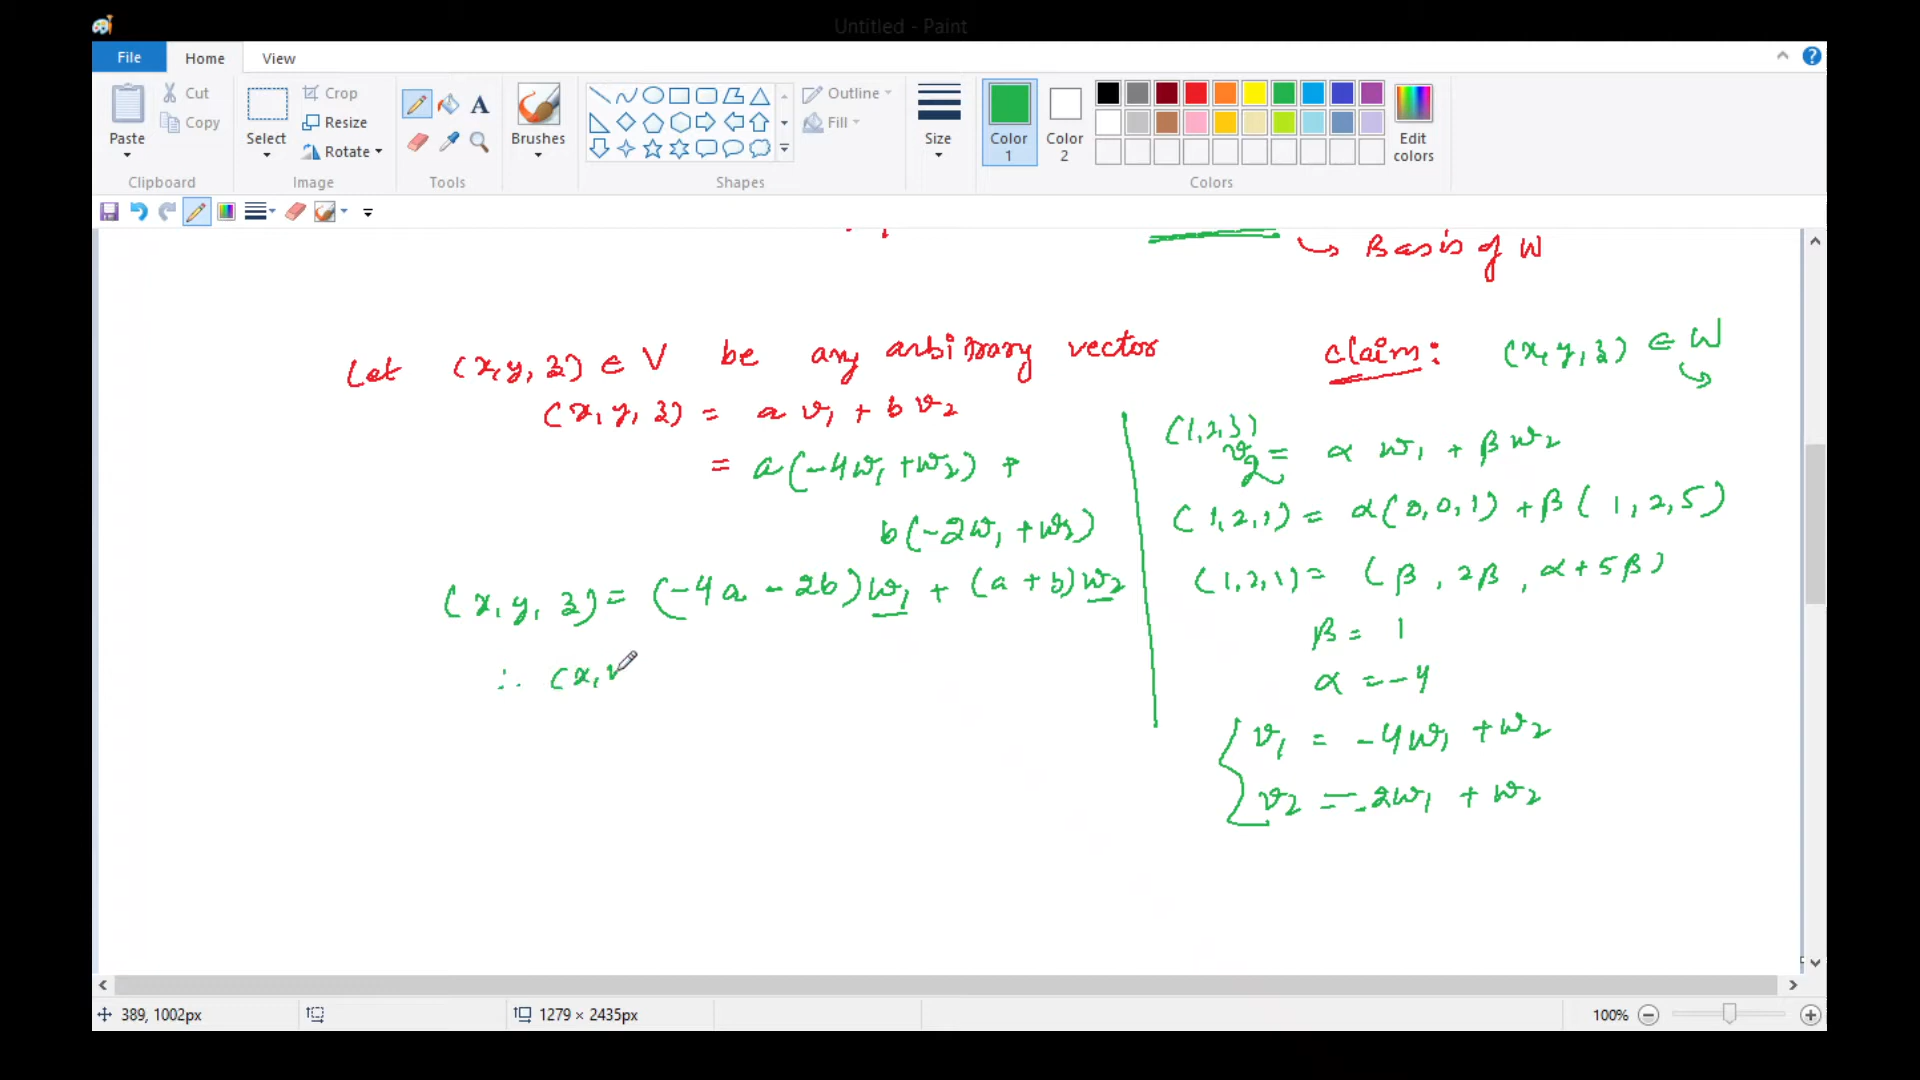 Untitled - Paint
File Home View
Paste
Cut
Copy
Clipboard
Select
Crop
Resize
Rotate
Image
Tools
Brushes
Shapes
Outline
Fill
Size
Color 1
Color 2
Edit colors
Colors
↳ Basis of W
Let (x, y, z) ∈ V be any arbitrary vector
(x, y, z) = a v₁ + b v₂
= a(-4w₁ + w₂) +
b(-2w₁ + w₂)
(x, y, z) = (-4a - 2b)w₁ + (a + b)w₂
∴ (x,
claim: (x, y, z) ∈ W
(1,2,3)
v₂ = α w₁ + β w₂
(1,2,1) = α(0,0,1) + β(1,2,5)
(1,2,1) = (β, 2β, α+5β)
β = 1
α = -4
v₁ = -4w₁ + w₂
v₂ = -2w₁ + w₂
389, 1002px
1279 × 2435px
100%